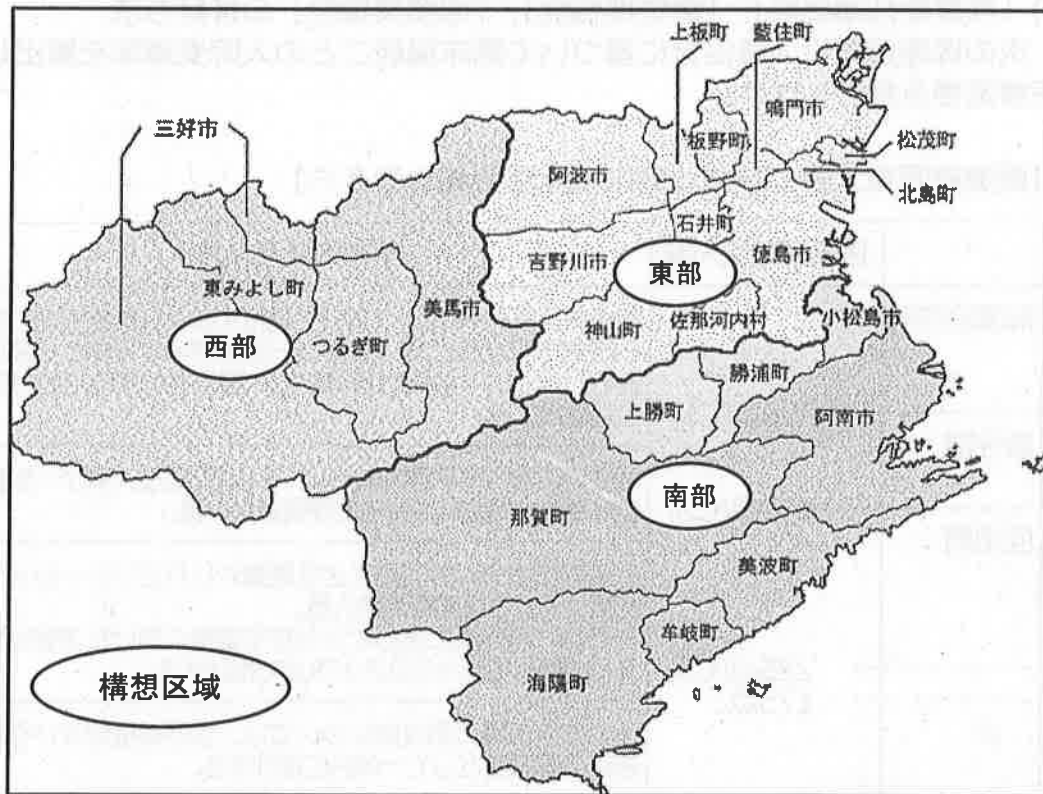 上板町 藍住町
鳴門市
三好市
板野町
松茂町
阿波市
北島町
石井町
吉野川市
東部
徳島市
東みよし町
美馬市
神山町
佐那河内村
小松島市
西部
つるぎ町
勝浦町
上勝町
阿南市
南部
那賀町
美波町
牟岐町
海陽町
構想区域